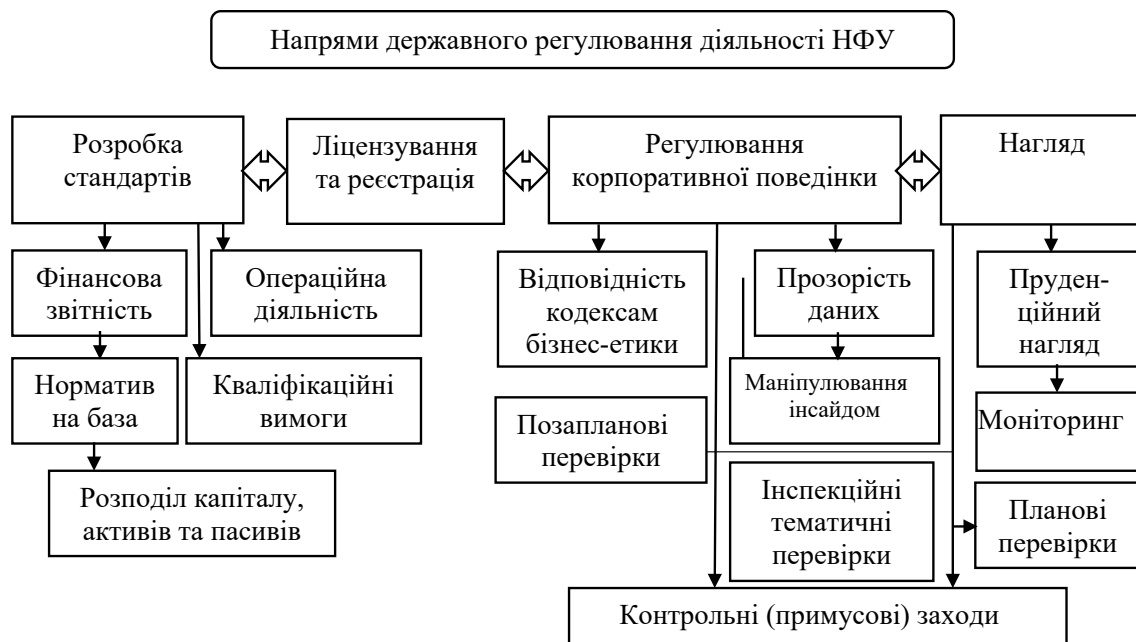 Напрями державного регулювання діяльності НФУ
Розробка
стандартів
Ліцензування
та реєстрація
Регулювання
корпоративної поведінки
Нагляд
Фінансова
звітність
Операційна
діяльність
Відповідність
кодексам
бізнес-етики
Прозорість
даних
Пруден-
ційний
нагляд
Норматив
на база
Кваліфікаційні
вимоги
Позапланові
перевірки
Маніпулювання
інсайдом
Моніторинг
Розподіл капіталу,
активів та пасивів
Інспекційні
тематичні
перевірки
Планові
перевірки
Контрольні (примусові) заходи